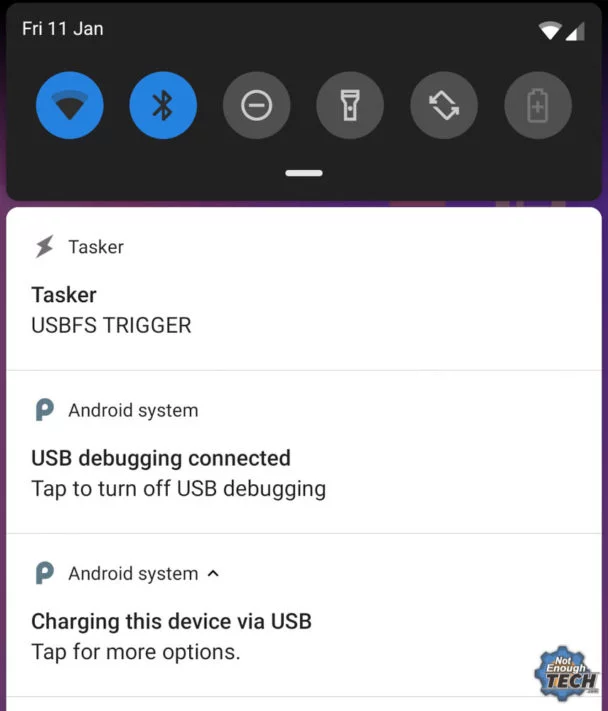 Fri 11 Jan
Tasker
Tasker
USBFS TRIGGER
Android system
USB debugging connected
Tap to turn off USB debugging
Android system
Charging this device via USB
Tap for more options.
Not
Enough
TECH.com